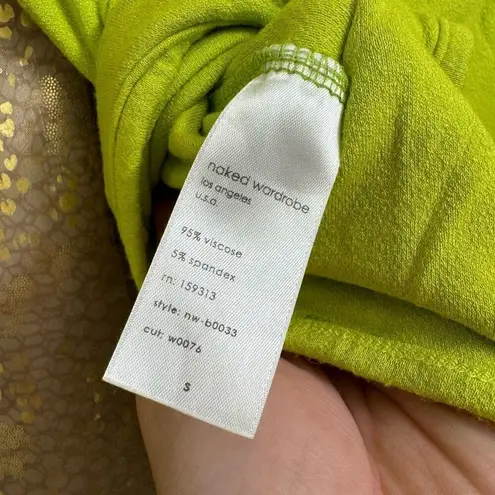 naked wardrobe
los angeles
u.s.a.
95% viscose
5% spandex
rn: 159313
style: nw-b0033
cut: w0076
S